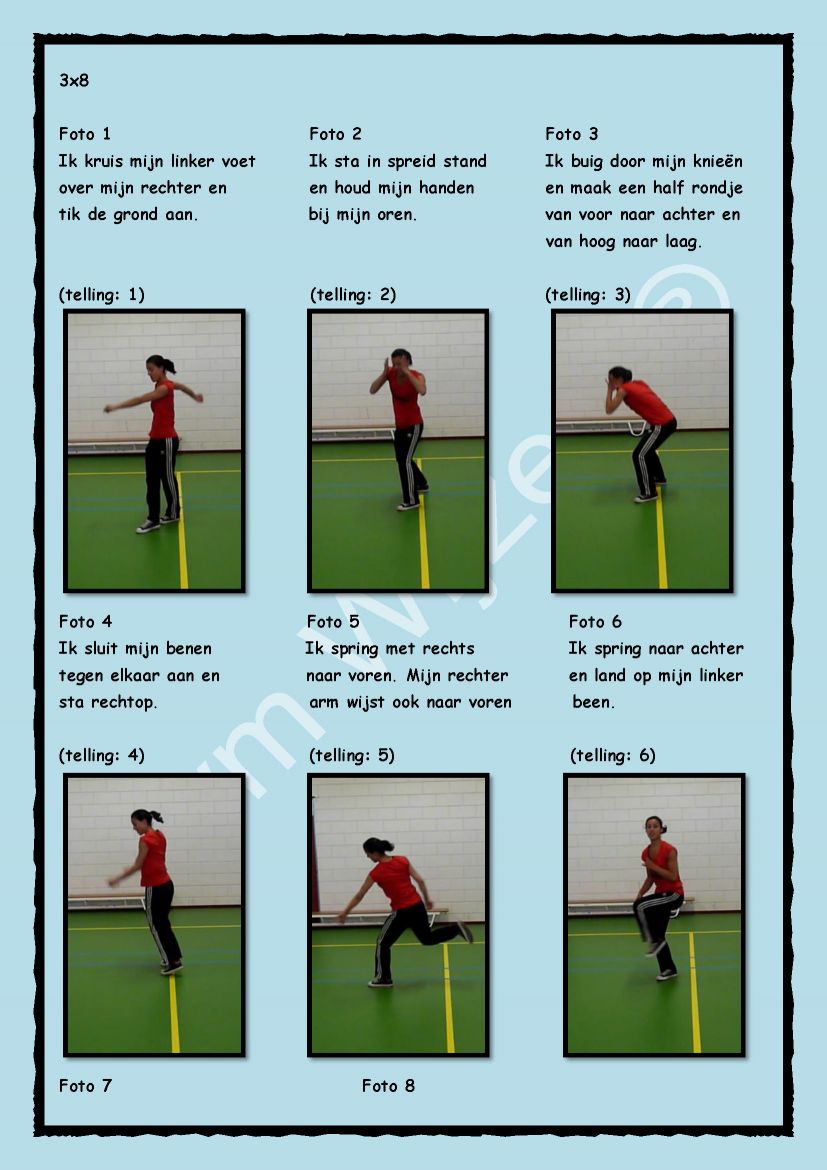 3x8
Foto 1
Ik kruis mijn linker voet
over mijn rechter en
tik de grond aan.
(telling: 1)
Foto 2
Ik sta in spreid stand
en houd mijn handen
bij mijn oren.
(telling: 2)
Foto 3
Ik buig door mijn knieën
en maak een half rondje
van voor naar achter en
van hoog naar laag.
(telling: 3)
Foto 4
Ik sluit mijn benen
tegen elkaar aan en
sta rechtop.
(telling: 4)
Foto 5
Ik spring met rechts
naar voren. Mijn rechter
arm wijst ook naar voren
(telling: 5)
Foto 6
Ik spring naar achter
en land op mijn linker
been.
(telling: 6)
Foto 7
Foto 8